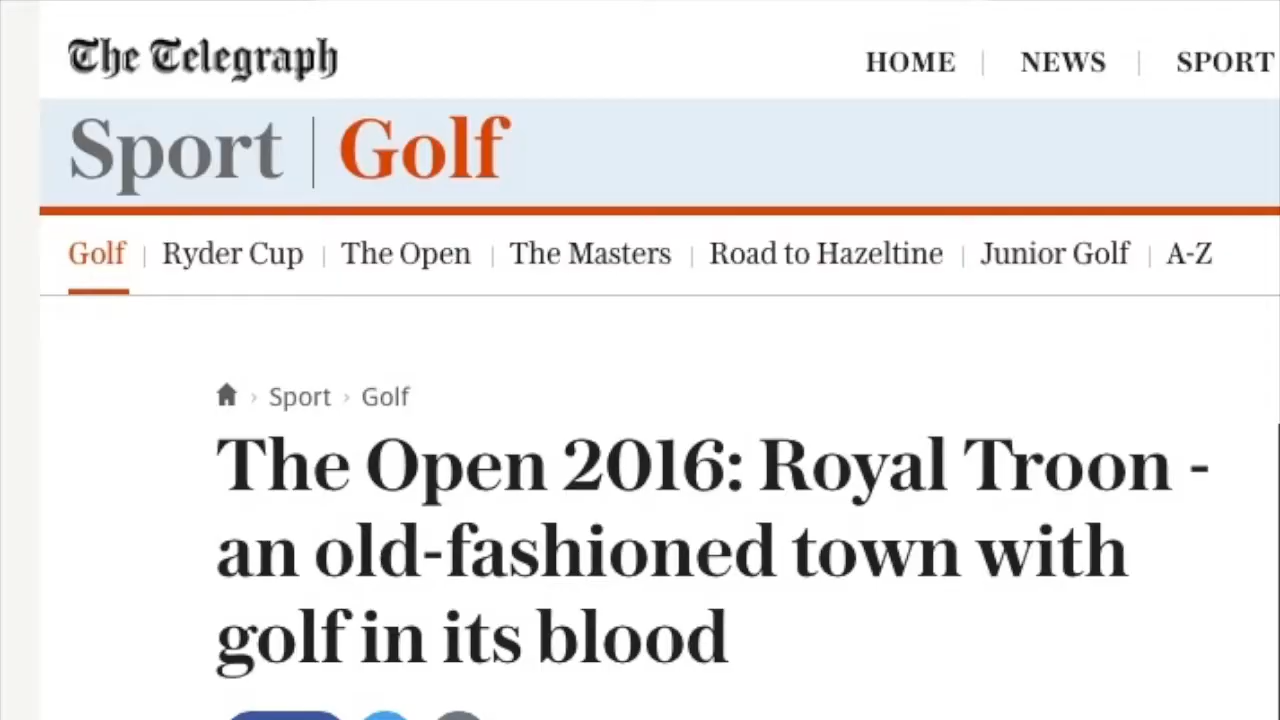 The Telegraph
HOME | NEWS | SPORT
Sport | Golf
Golf | Ryder Cup | The Open | The Masters | Road to Hazeltine | Junior Golf | A-Z
› Sport › Golf
The Open 2016: Royal Troon -
an old-fashioned town with
golf in its blood